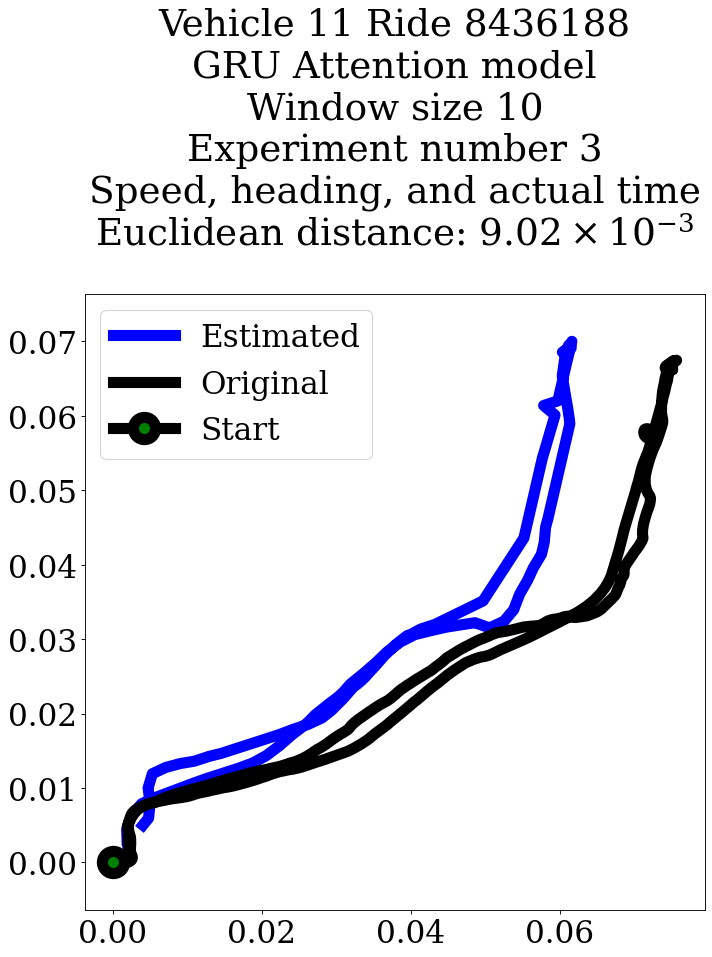 Vehicle 11 Ride 8436188
GRU Attention model
Window size 10
Experiment number 3
Speed, heading, and actual time
Euclidean distance: 9.02 × 10⁻³
Estimated
Original
Start
0.07
0.06
0.05
0.04
0.03
0.02
0.01
0.00
0.00 0.02 0.04 0.06